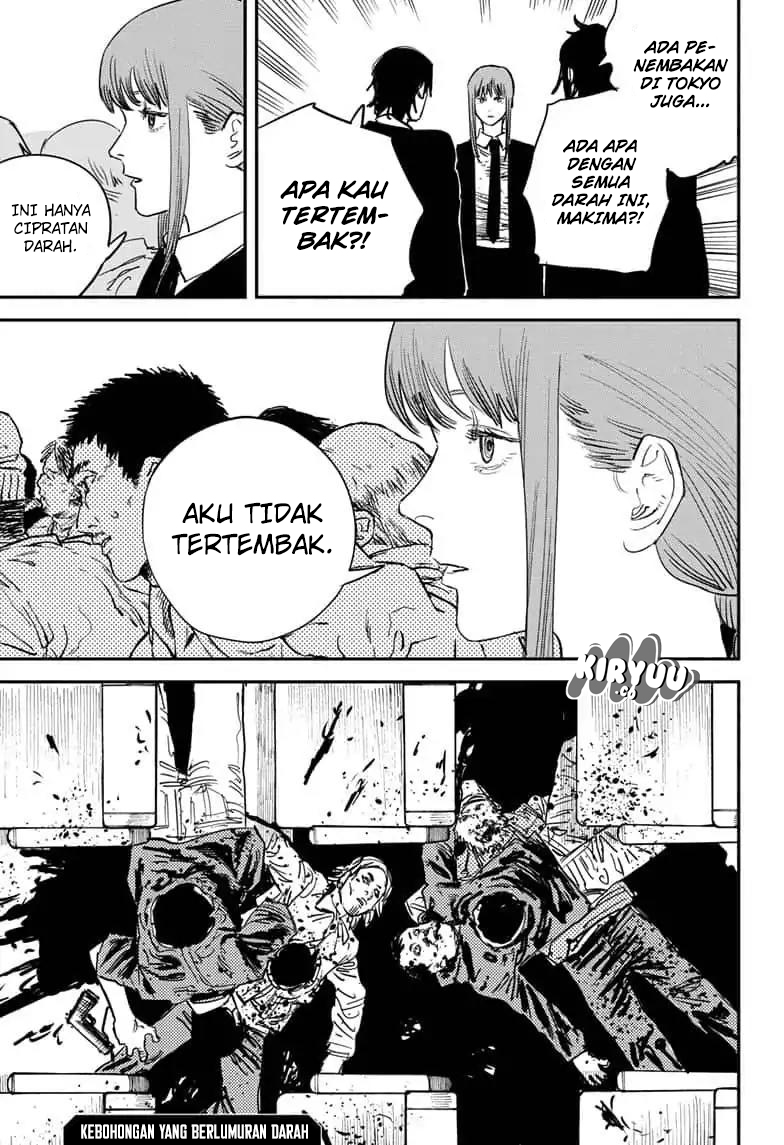 ADA PE-
NEMBAKAN
DI TOKYO
JUGA...
ADA APA
DENGAN
SEMUA
DARAH INI,
MAKIMA?!
APA KAU
TERTEM-
BAK?!
INI HANYA
CIPRATAN
DARAH.
AKU TIDAK
TERTEMBAK.
KIRYUU
.CO
KEBOHONGAN YANG BERLUMURAN DARAH